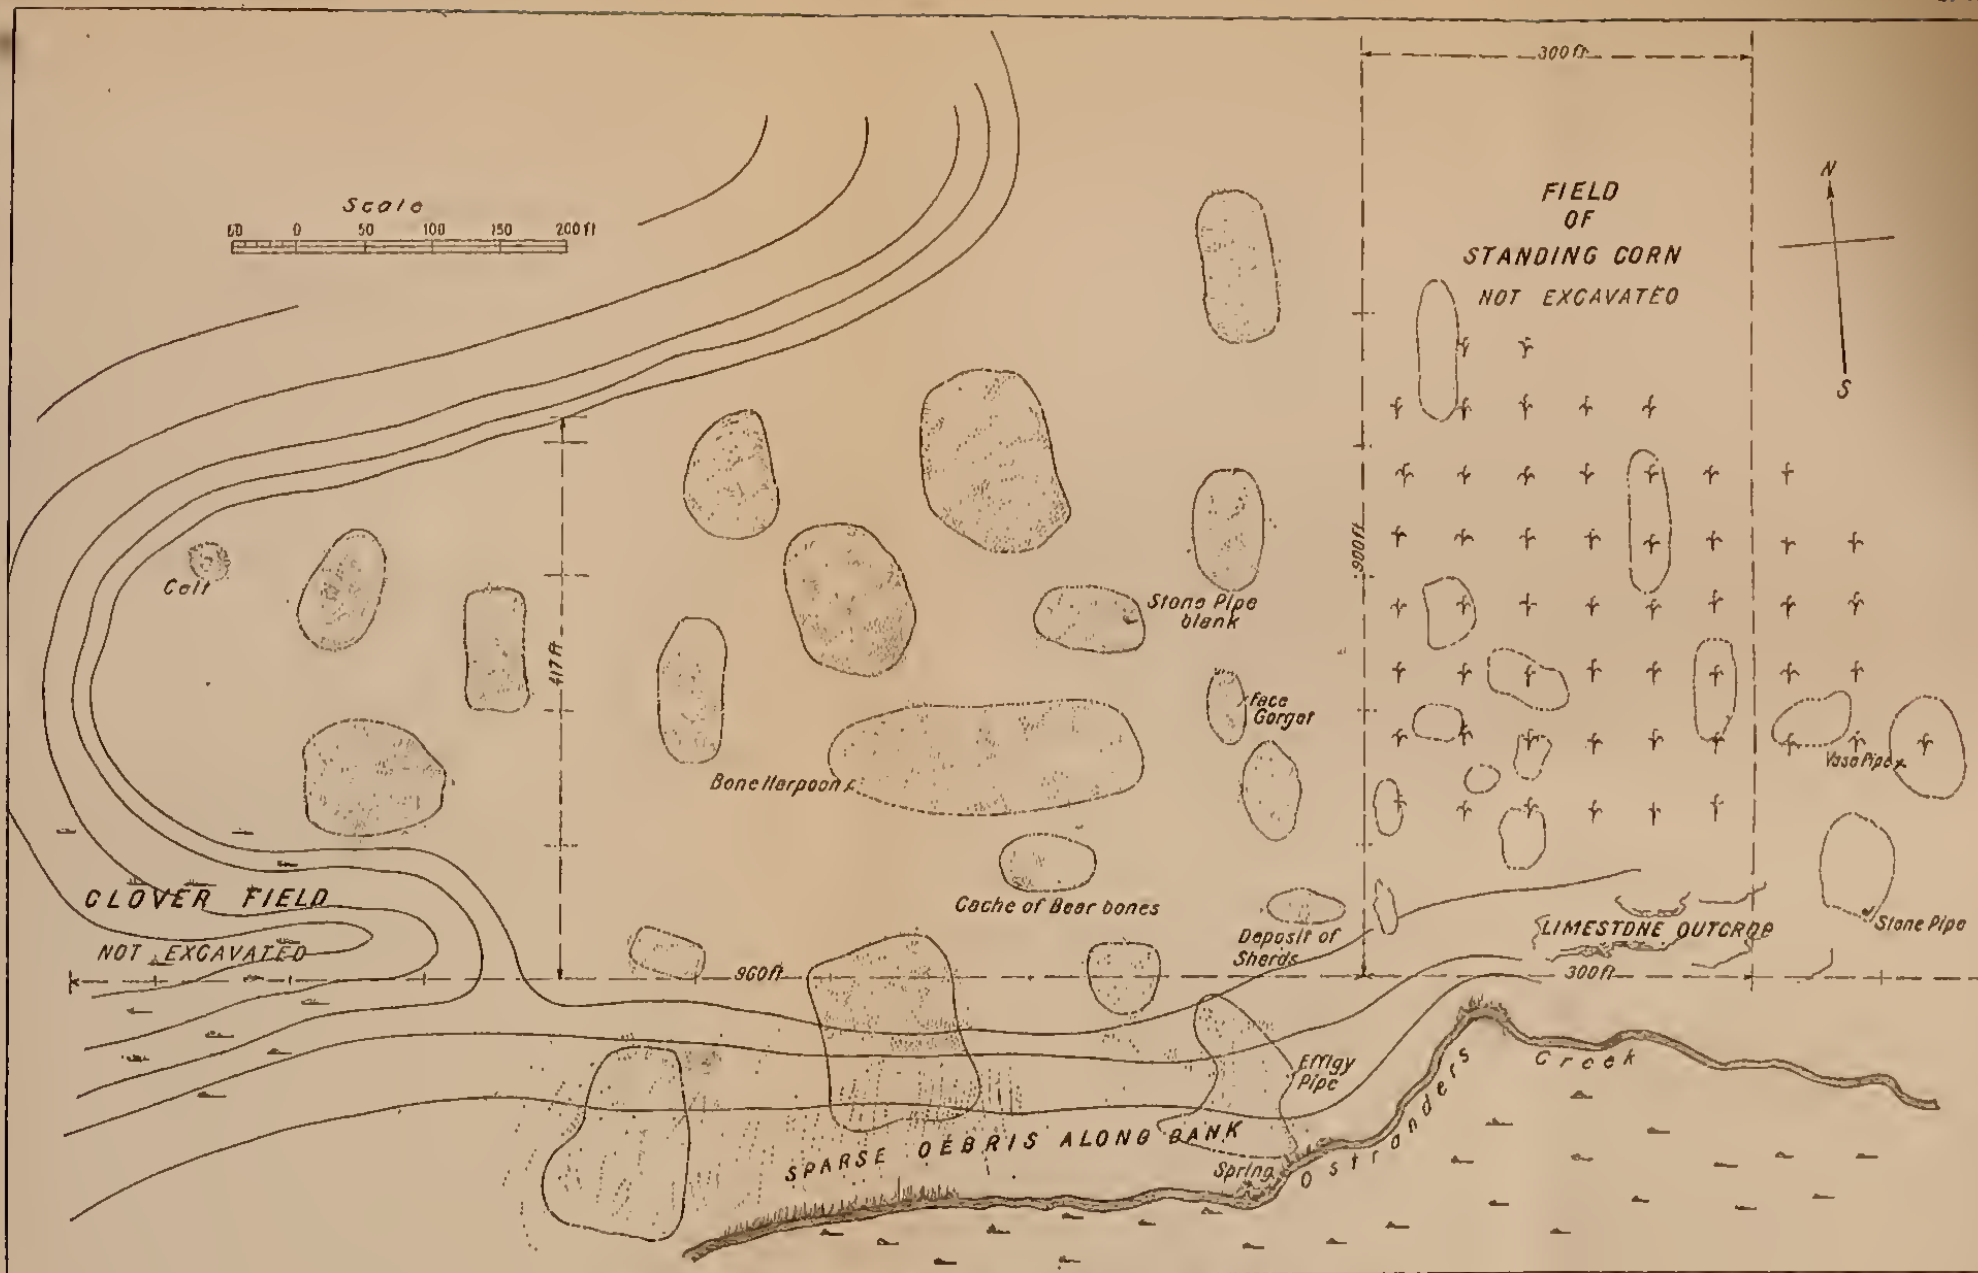 300 ft
N
FIELD
OF
STANDING CORN
NOT EXCAVATED
S
Scale
50 0 50 100 150 200 ft
Celt
417 ft
900 ft
Stone Pipe
blank
Face
Gorget
Bone Harpoon
Vase Pipe
Cache of Bear bones
Deposit of
Sherds
LIMESTONE OUTCROP
Stone Pipe
CLOVER FIELD
NOT EXCAVATED
960 ft
300 ft
Effigy
Pipe
Ostranders Creek
SPARSE DEBRIS ALONG BANK
Spring